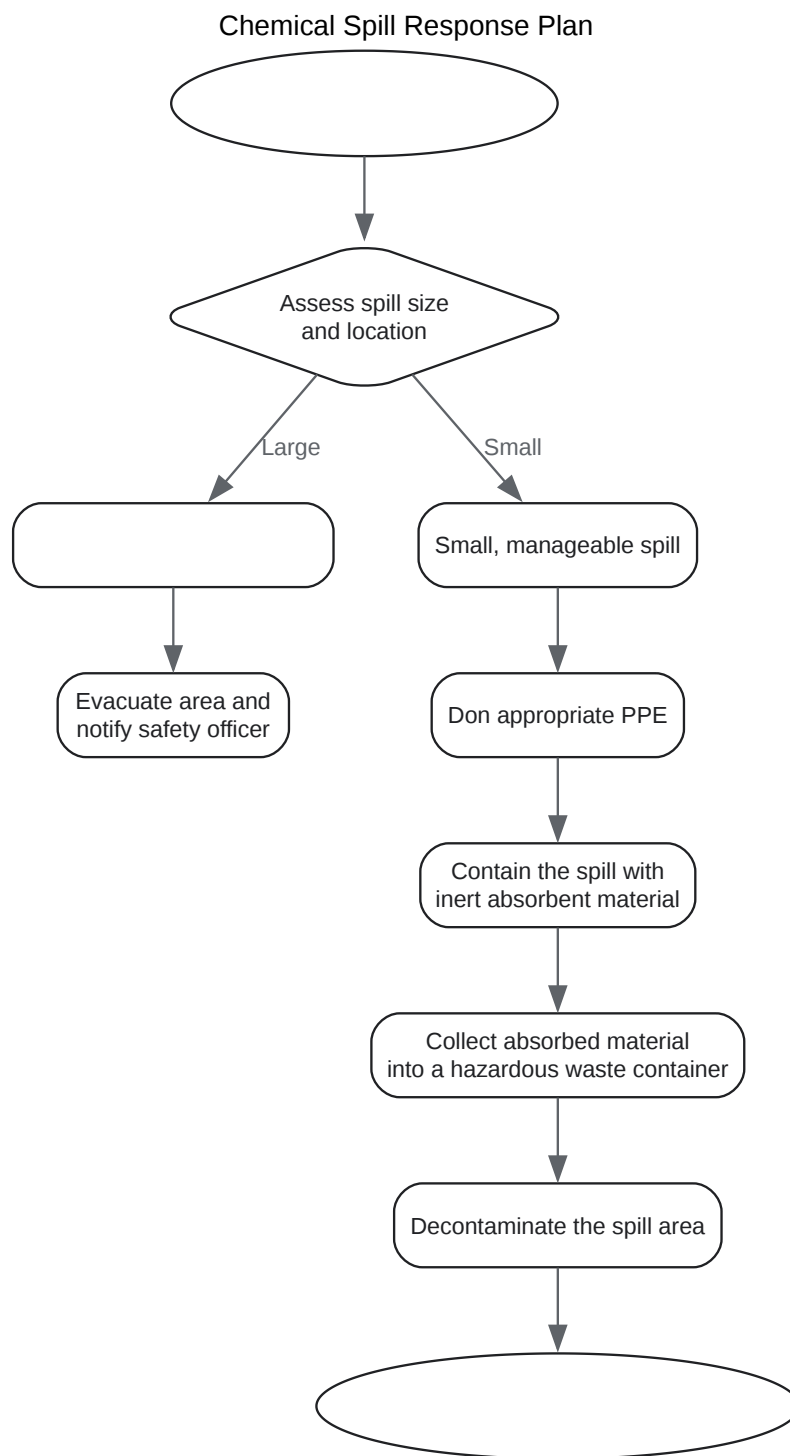 Chemical Spill Response Plan
Assess spill size
and location
Large
Small
Small, manageable spill
Evacuate area and
notify safety officer
Don appropriate PPE
Contain the spill with
inert absorbent material
Collect absorbed material
into a hazardous waste container
Decontaminate the spill area